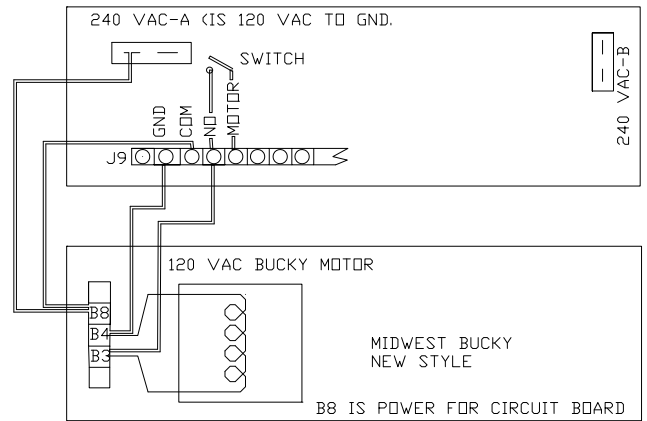 240 VAC-A (IS 120 VAC TO GND.
SWITCH
240 VAC-B
GND
COM
NO
MOTOR
J9
120 VAC BUCKY MOTOR
B8
B4
B3
MIDWEST BUCKY
NEW STYLE
B8 IS POWER FOR CIRCUIT BOARD